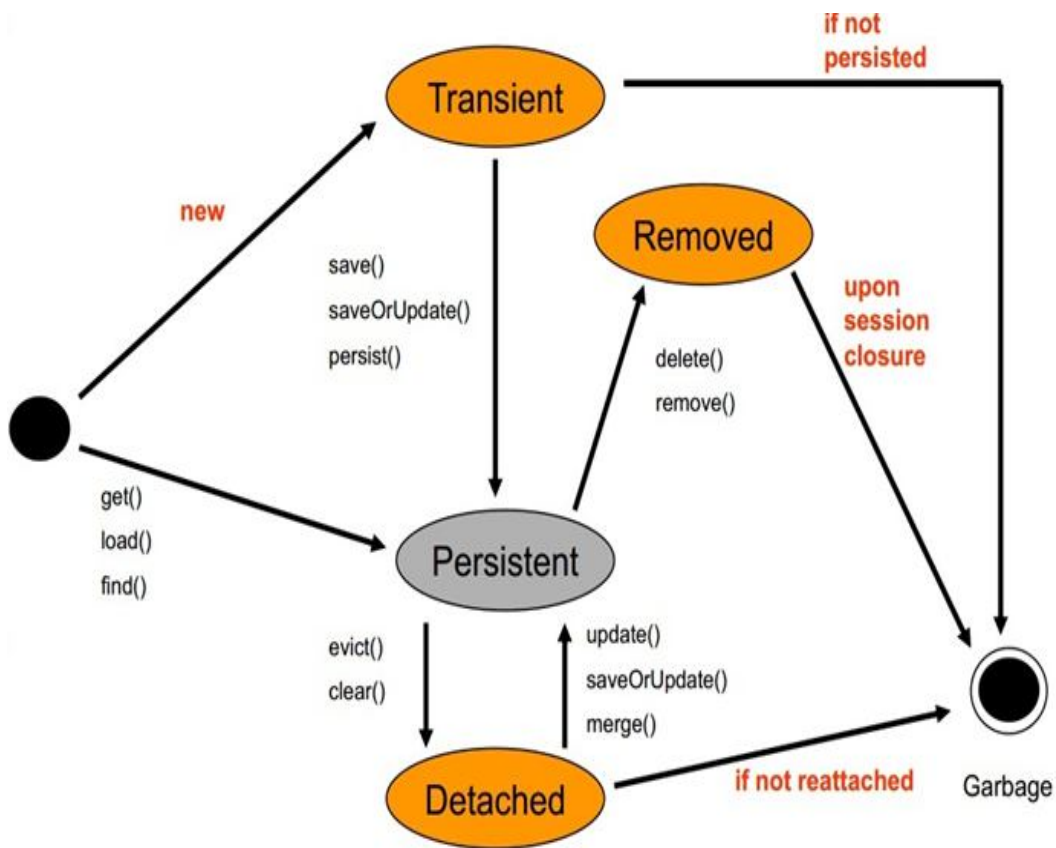 if not
persisted
Transient
new
Removed
save()
saveOrUpdate()
persist()
upon
session
closure
delete()
remove()
get()
load()
find()
Persistent
evict()
clear()
update()
saveOrUpdate()
merge()
if not reattached
Garbage
Detached